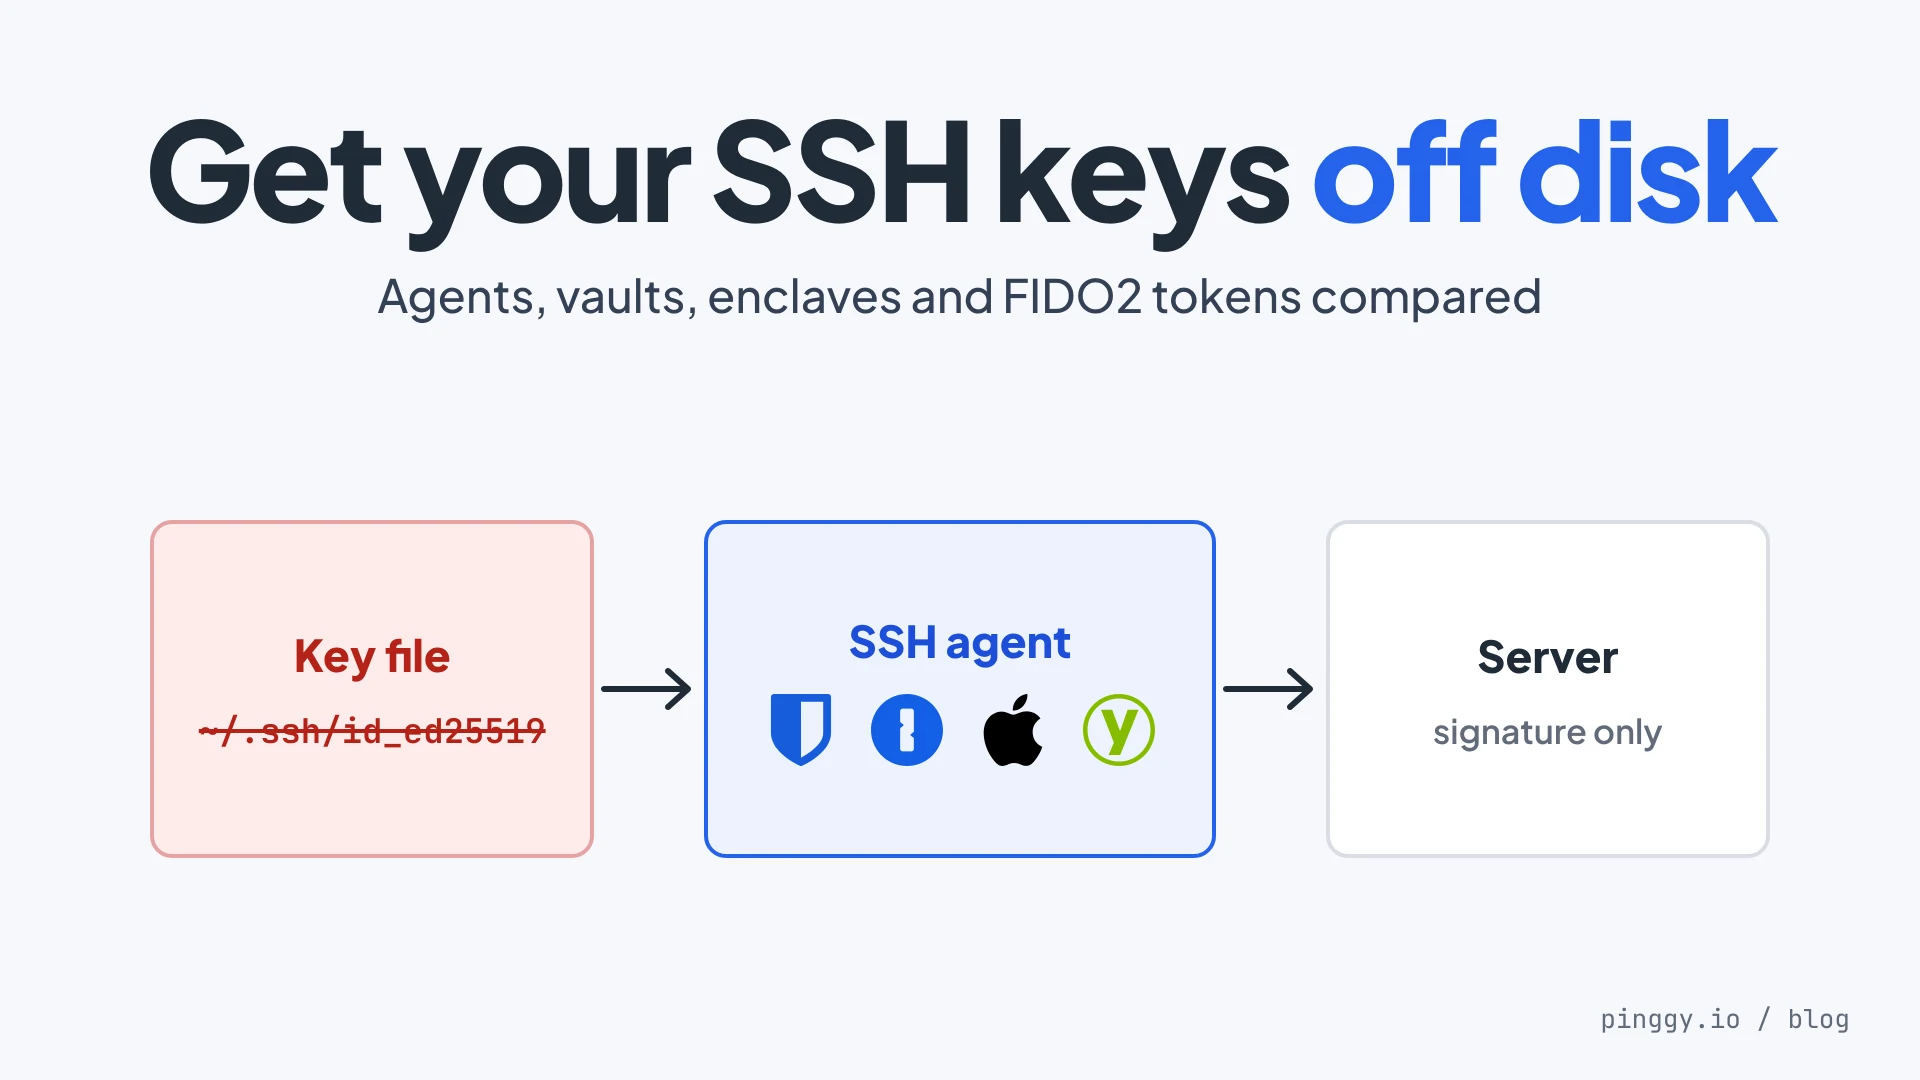 Get your SSH keys off disk
Agents, vaults, enclaves and FIDO2 tokens compared
Key file
~/.ssh/id_ed25519
SSH agent
Server
signature only
pinggy.io / blog